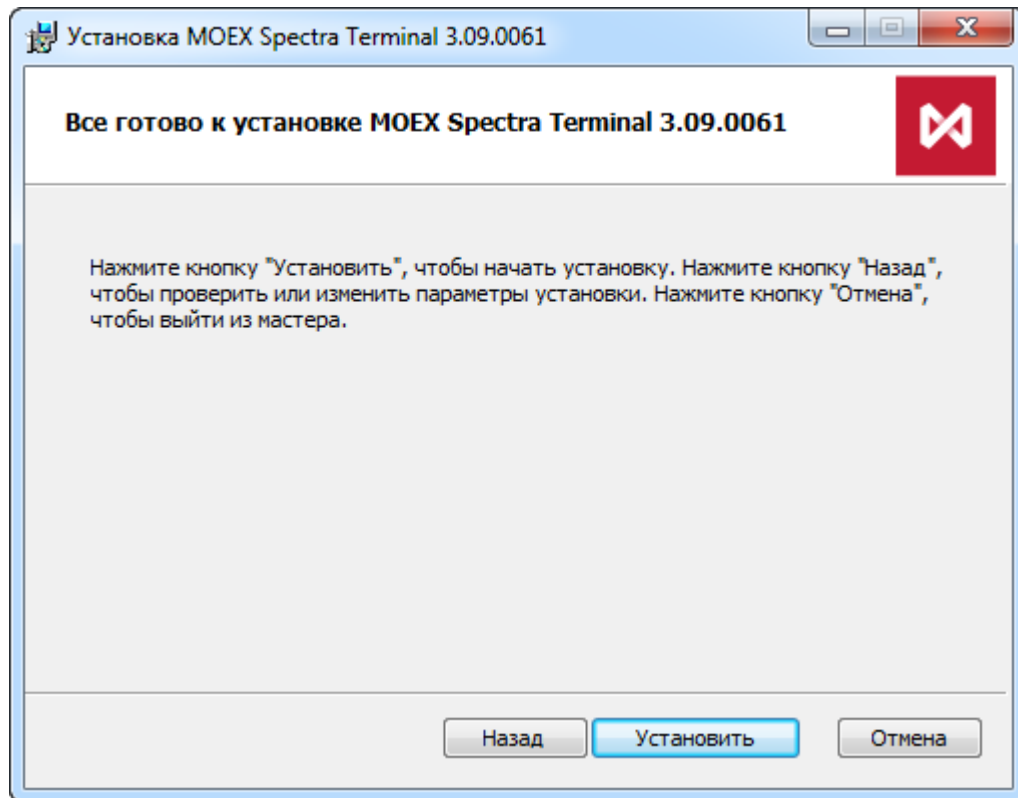 Установка MOEX Spectra Terminal 3.09.0061
Все готово к установке MOEX Spectra Terminal 3.09.0061
Нажмите кнопку "Установить", чтобы начать установку. Нажмите кнопку "Назад",
чтобы проверить или изменить параметры установки. Нажмите кнопку "Отмена",
чтобы выйти из мастера.
Назад
Установить
Отмена